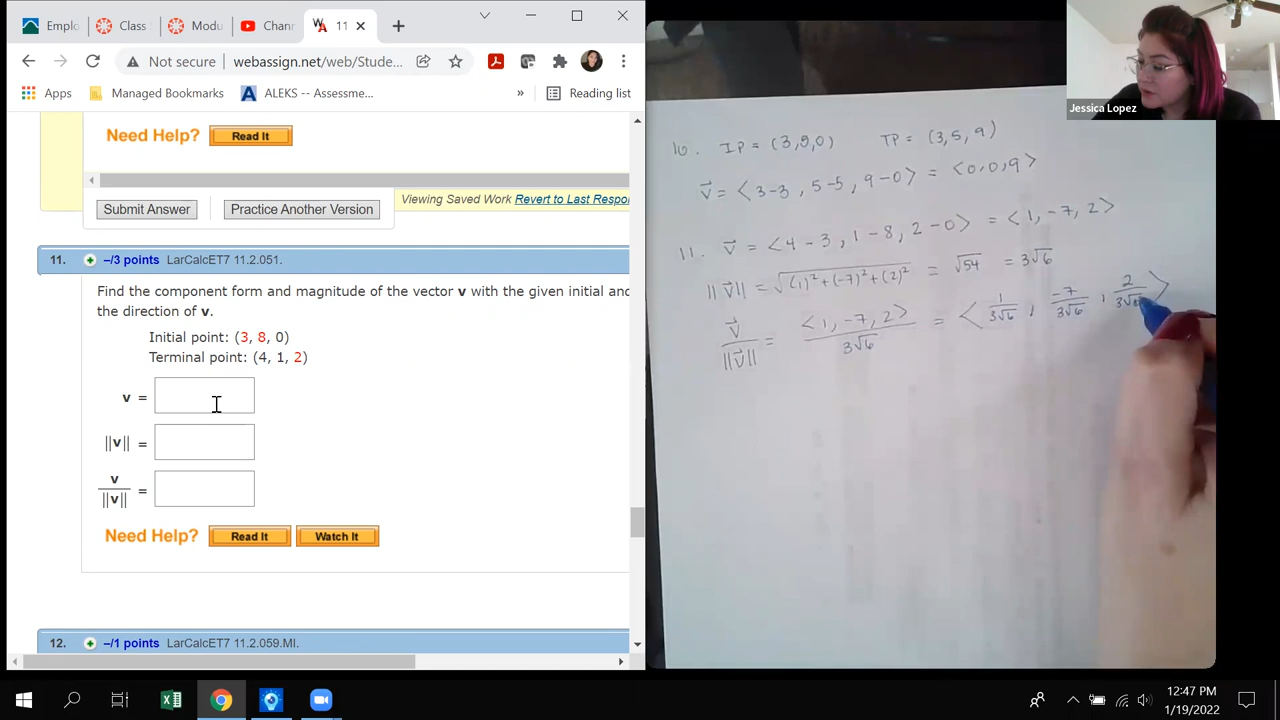 Emplo
Class
Modu
Chan
11
Not secure
webassign.net/web/Stude...
Apps
Managed Bookmarks
ALEKS -- Assessme...
»
Reading list
Need Help?
Read It
Submit Answer
Practice Another Version
Viewing Saved Work Revert to Last Respo
11.
–/3 points
LarCalcET7 11.2.051.
Find the component form and magnitude of the vector v with the given initial and
the direction of v.
Initial point: (3, 8, 0)
Terminal point: (4, 1, 2)
v =
||v|| =
v
||v|| =
Need Help?
Read It
Watch It
12.
–/1 points
LarCalcET7 11.2.059.MI.
Jessica Lopez
10. IP = (3,5,0) TP = (3,5,9)
v⃗ = <3-3, 5-5, 9-0> = <0,0,9>
11. v⃗ = <4-3, 1-8, 2-0> = <1,-7,2>
||v⃗|| = √(1)²+(-7)²+(2)² = √54 = 3√6
v⃗/||v⃗|| = <1,-7,2>/3√6 = <1/3√6, -7/3√6, 2/3√6>
12:47 PM
1/19/2022